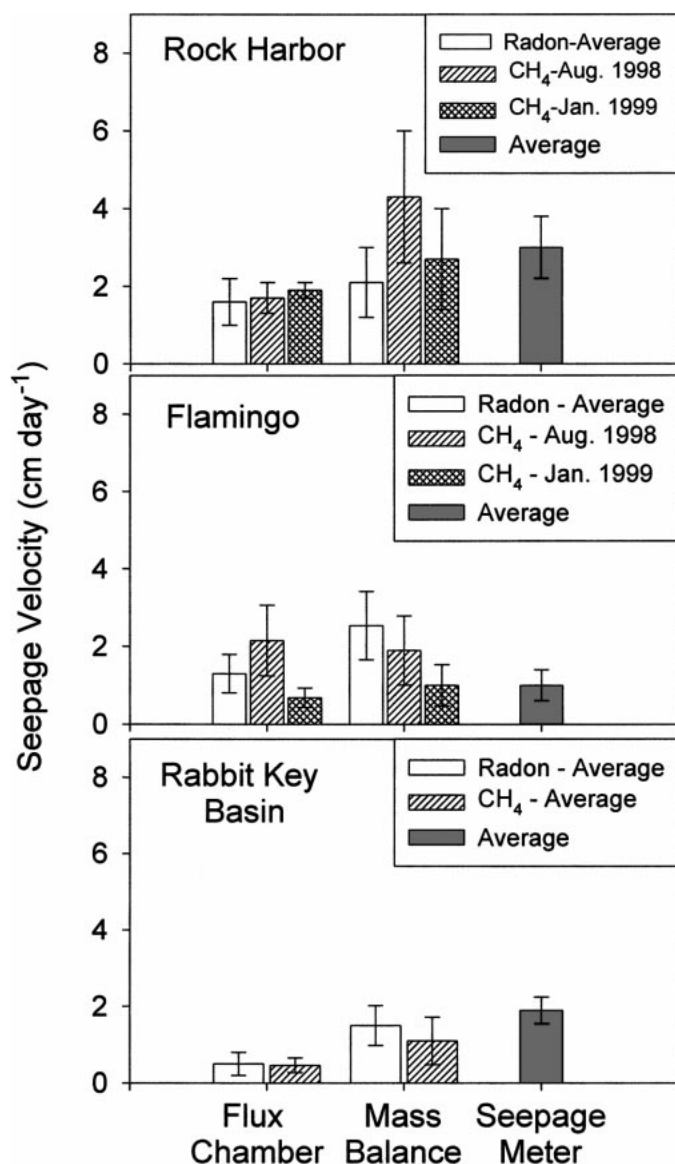 Seepage Velocity (cm day⁻¹)
Rock Harbor
Radon-Average
CH₄-Aug. 1998
CH₄-Jan. 1999
Average
8
6
4
2
0
Flamingo
Radon - Average
CH₄ - Aug. 1998
CH₄ - Jan. 1999
Average
8
6
4
2
0
Rabbit Key
Basin
Radon - Average
CH₄ - Average
Average
8
6
4
2
0
Flux
Chamber
Mass
Balance
Seepage
Meter